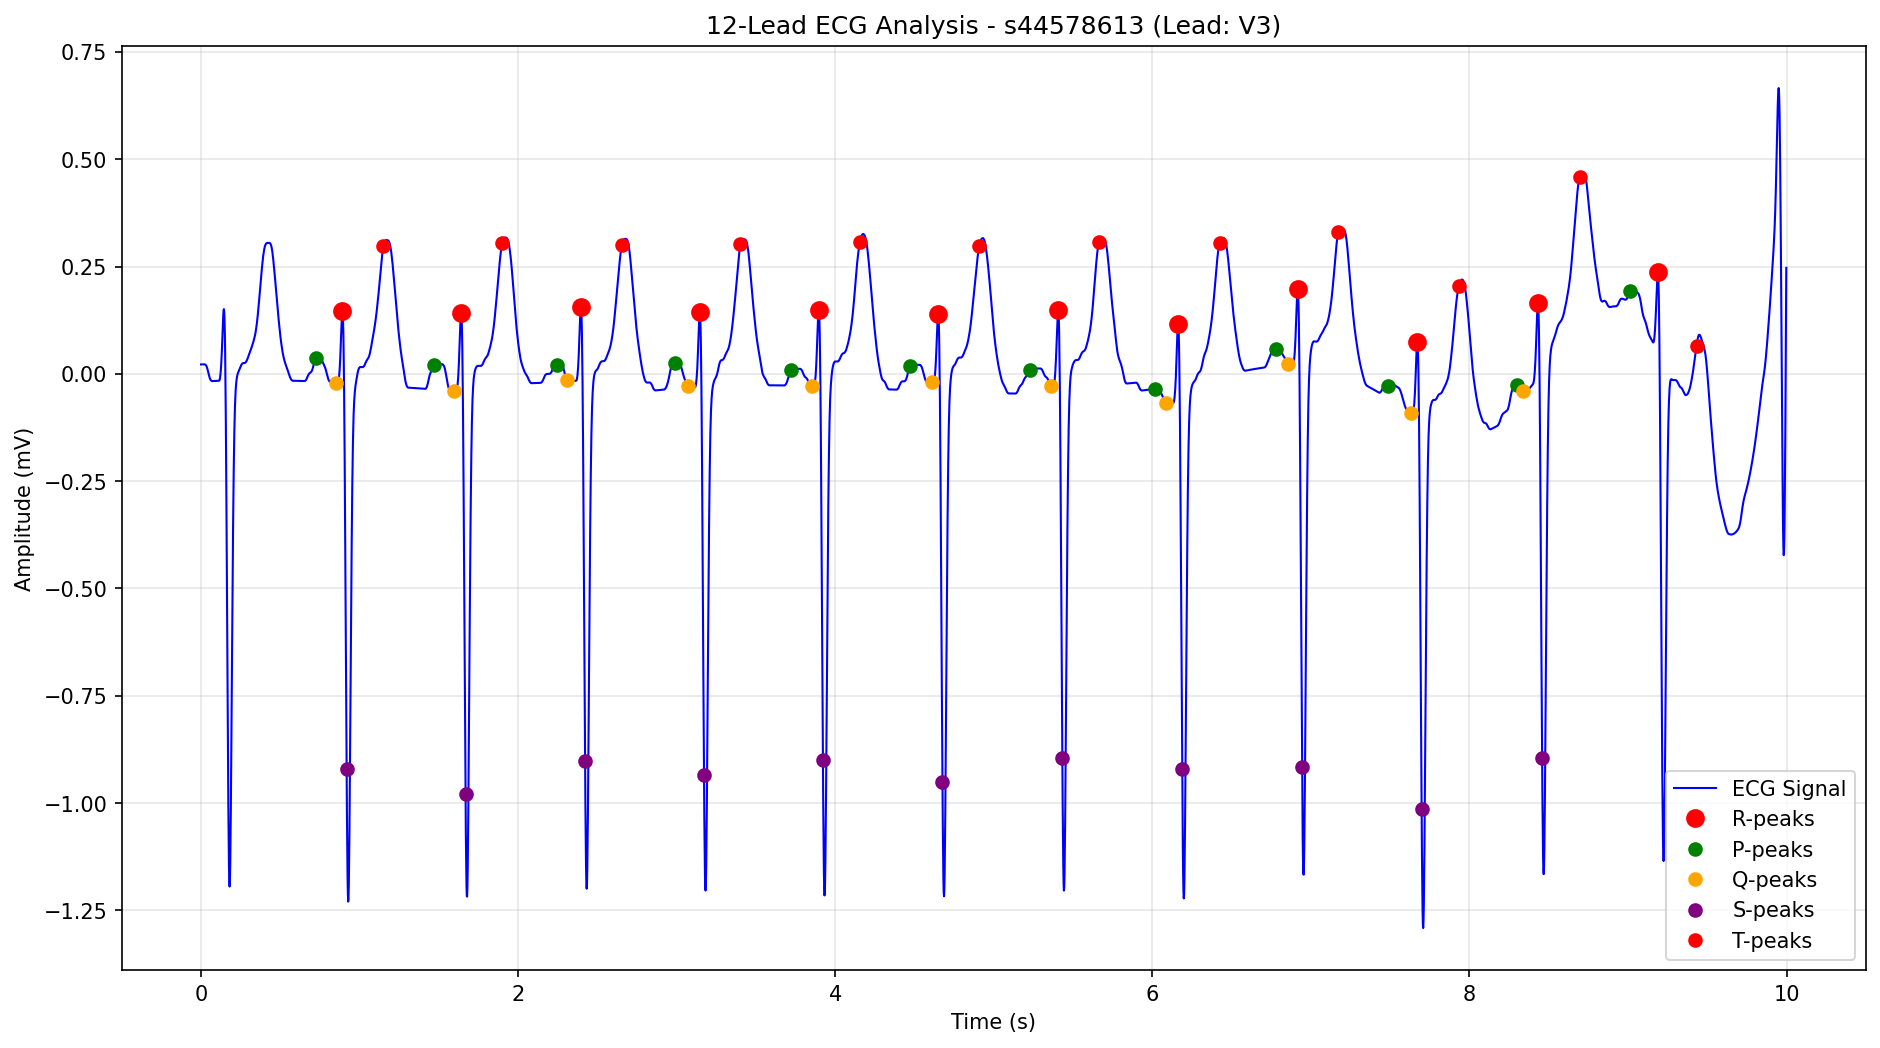 12-Lead ECG Analysis - s44578613 (Lead: V3)
0.75
0.50
0.25
0.00
−0.25
−0.50
−0.75
−1.00
−1.25
Amplitude (mV)
0 2 4 6 8 10
Time (s)
ECG Signal
R-peaks
P-peaks
Q-peaks
S-peaks
T-peaks